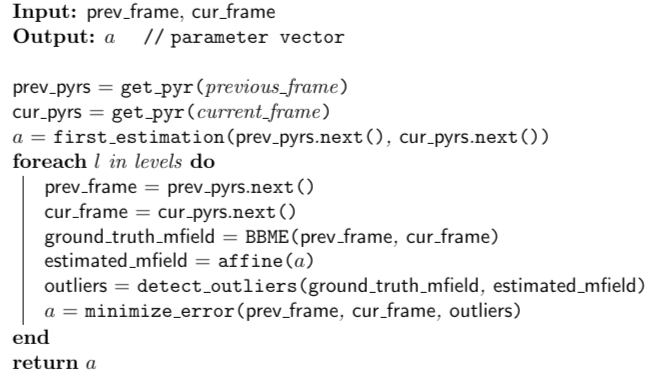 Input: prev_frame, cur_frame
Output: a // parameter vector
prev_pyrs = get_pyr(previous_frame)
cur_pyrs = get_pyr(current_frame)
a = first_estimation(prev_pyrs.next(), cur_pyrs.next())
foreach l in levels do
prev_frame = prev_pyrs.next()
cur_frame = cur_pyrs.next()
ground_truth_mfield = BBME(prev_frame, cur_frame)
estimated_mfield = affine(a)
outliers = detect_outliers(ground_truth_mfield, estimated_mfield)
a = minimize_error(prev_frame, cur_frame, outliers)
end
return a